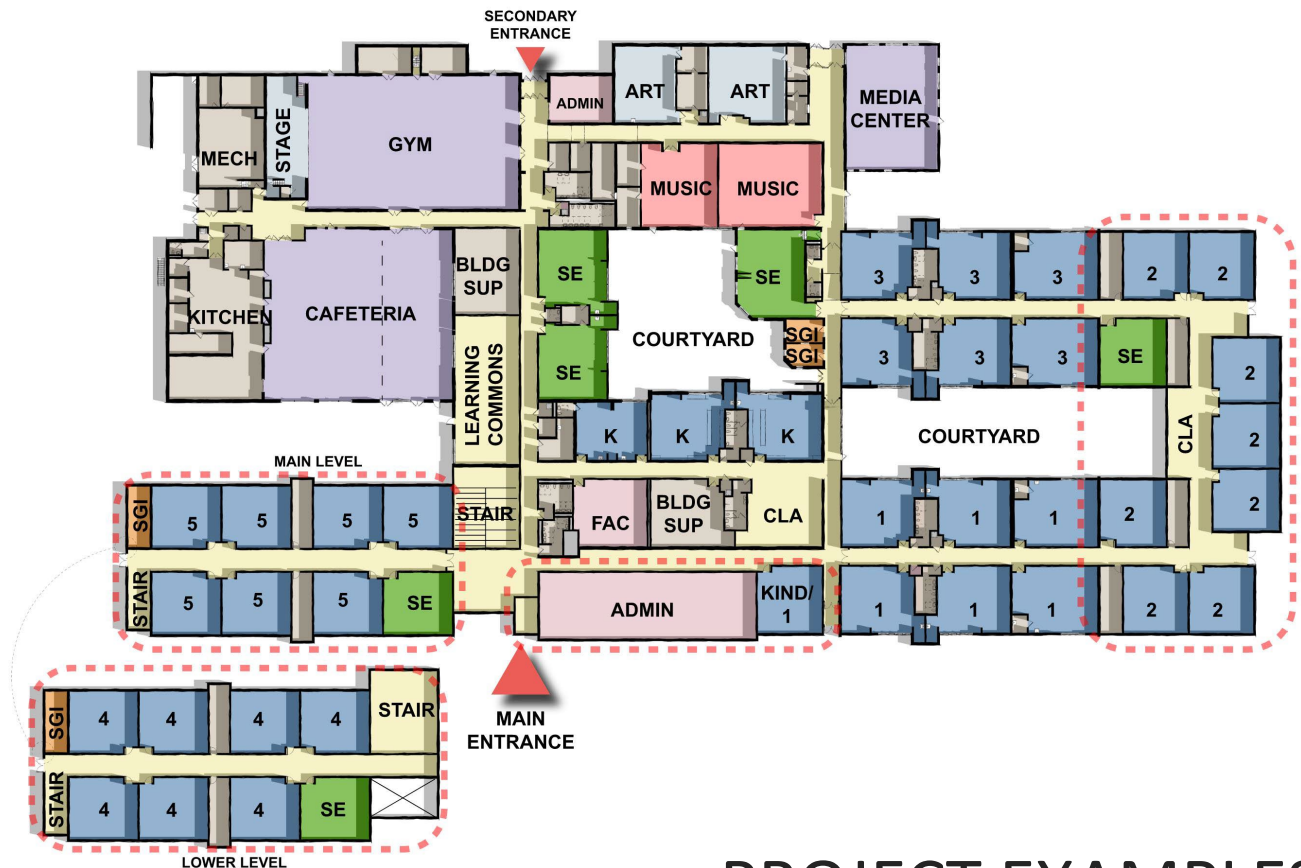 SECONDARY
ENTRANCE
ADMIN
ART
ART
MEDIA
CENTER
MECH
STAGE
GYM
MUSIC
MUSIC
KITCHEN
CAFETERIA
BLDG
SUP
SE
SE
3
3
3
2
2
COURTYARD
SGI
SGI
LEARNING
COMMONS
SE
3
3
3
SE
2
K
K
K
COURTYARD
CLA
2
MAIN LEVEL
2
SGI
5
5
5
5
STAIR
FAC
BLDG
SUP
CLA
1
1
1
2
STAIR
5
5
5
SE
ADMIN
KIND/
1
1
1
1
2
2
SGI
4
4
4
4
STAIR
MAIN
ENTRANCE
STAIR
4
4
4
SE
LOWER LEVEL
PROJECT EXAMPLES